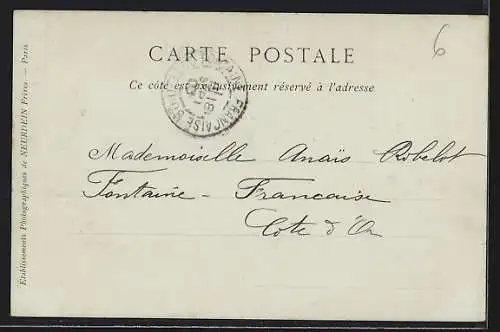 CARTE POSTALE
Ce côté est exclusivement réservé à l'adresse
6
FRANÇAISE
Mademoiselle Anaïs Robelot
Fontaine - Francaise
Cote d'Or
Etablissements Photographiques de NEURDEIN Frères. — Paris